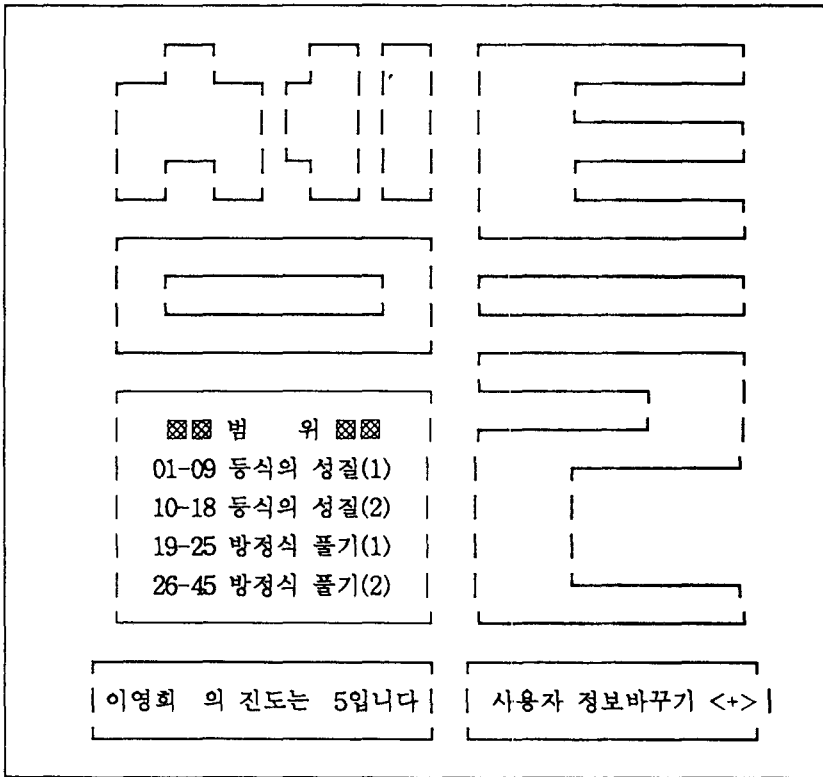 셈틀
▩▩ 범 위 ▩▩
01-09 등식의 성질(1)
10-18 등식의 성질(2)
19-25 방정식 풀기(1)
26-45 방정식 풀기(2)
이영희 의 진도는 5입니다
사용자 정보바꾸기 <+>